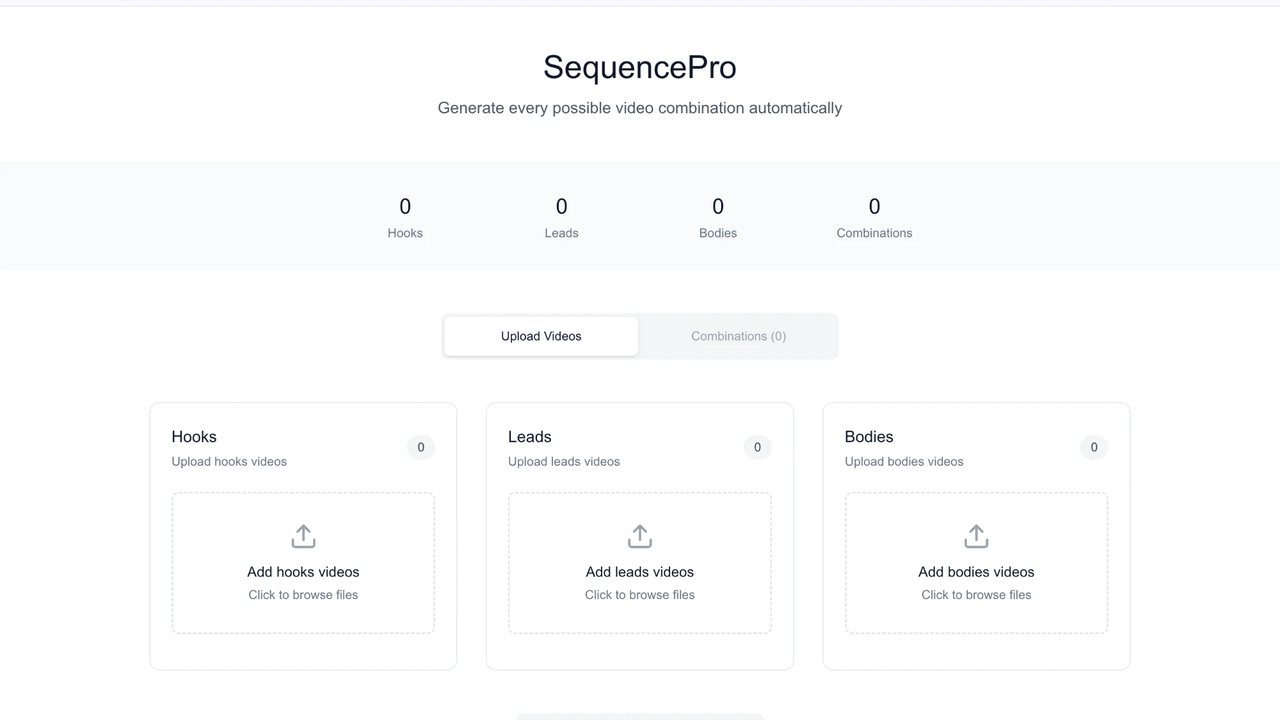 SequencePro
Generate every possible video combination automatically
0
Hooks
0
Leads
0
Bodies
0
Combinations
Upload Videos
Combinations (0)
Hooks
Upload hooks videos
0
Add hooks videos
Click to browse files
Leads
Upload leads videos
0
Add leads videos
Click to browse files
Bodies
Upload bodies videos
0
Add bodies videos
Click to browse files